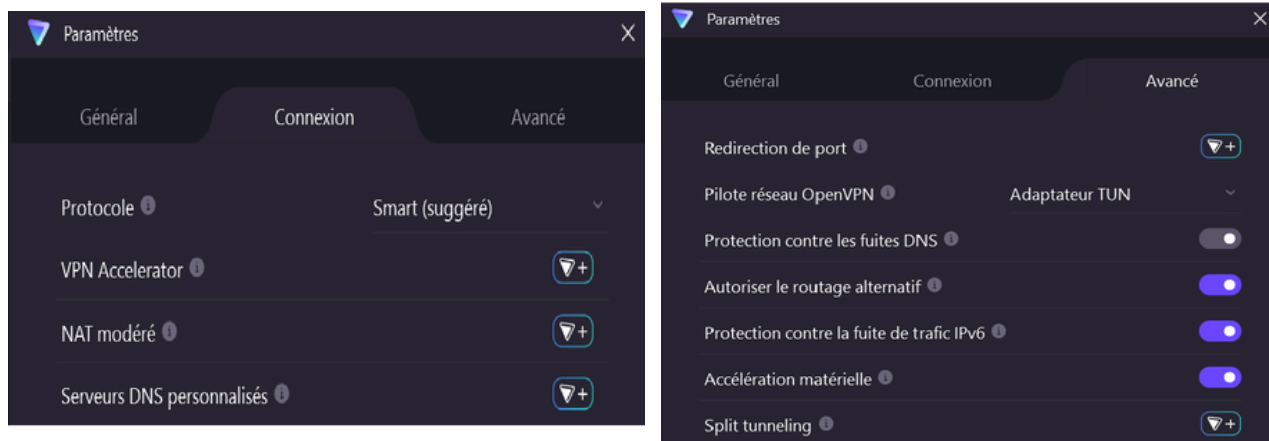 Paramètres
Général Connexion Avancé
Protocole Smart (suggéré)
VPN Accelerator
NAT modéré
Serveurs DNS personnalisés
Paramètres
Général Connexion Avancé
Redirection de port
Pilote réseau OpenVPN Adaptateur TUN
Protection contre les fuites DNS
Autoriser le routage alternatif
Protection contre la fuite de trafic IPv6
Accélération matérielle
Split tunneling